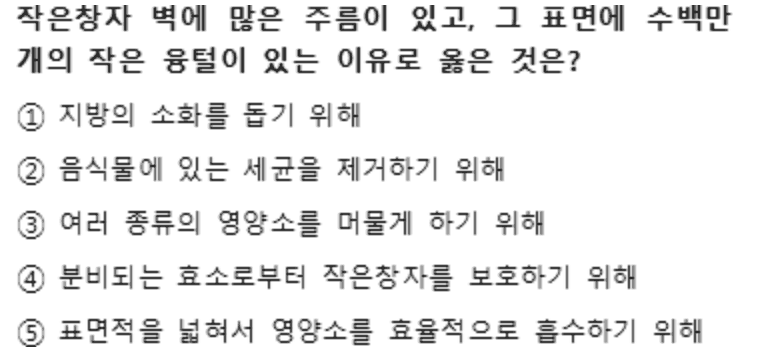 작은창자 벽에 많은 주름이 있고, 그 표면에 수백만
개의 작은 융털이 있는 이유로 옳은 것은?
① 지방의 소화를 돕기 위해
② 음식물에 있는 세균을 제거하기 위해
③ 여러 종류의 영양소를 머물게 하기 위해
④ 분비되는 효소로부터 작은창자를 보호하기 위해
⑤ 표면적을 넓혀서 영양소를 효율적으로 흡수하기 위해